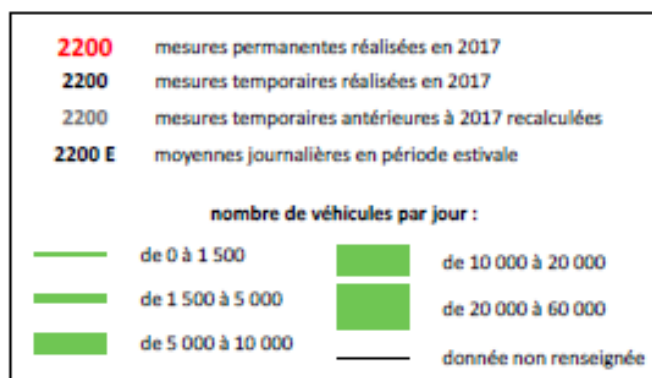 2200 mesures permanentes réalisées en 2017
2200 mesures temporaires réalisées en 2017
2200 mesures temporaires antérieures à 2017 recalculées
2200 E moyennes journalières en période estivale
nombre de véhicules par jour :
de 0 à 1 500
de 1 500 à 5 000
de 5 000 à 10 000
de 10 000 à 20 000
de 20 000 à 60 000
donnée non renseignée